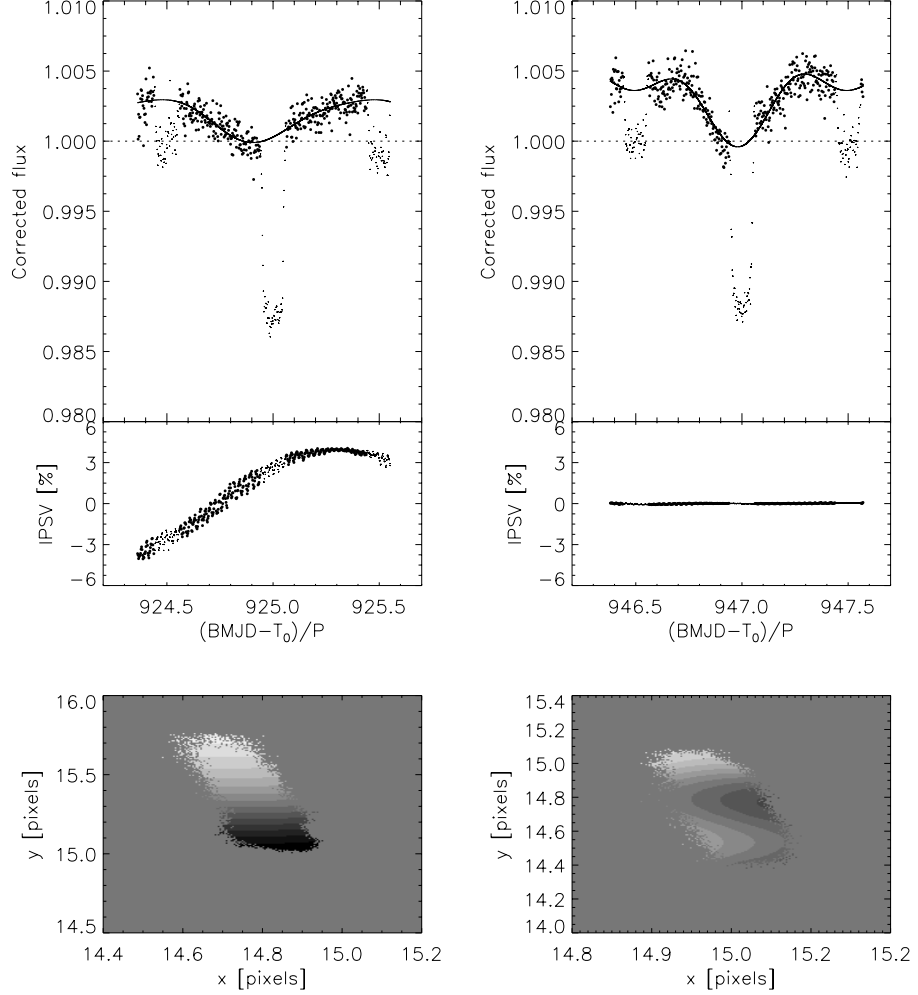 1.010
1.005
1.000
0.995
0.990
0.985
0.980
Corrected flux
6
3
0
−3
−6
IPSV [%]
924.5 925.0 925.5
(BMJD−T₀)/P
1.010
1.005
1.000
0.995
0.990
0.985
0.980
Corrected flux
6
3
0
−3
−6
IPSV [%]
946.5 947.0 947.5
(BMJD−T₀)/P
16.0
15.5
15.0
14.5
y [pixels]
14.4 14.6 14.8 15.0 15.2
x [pixels]
15.4
15.2
15.0
14.8
14.6
14.4
14.2
14.0
y [pixels]
14.8 14.9 15.0 15.1 15.2
x [pixels]